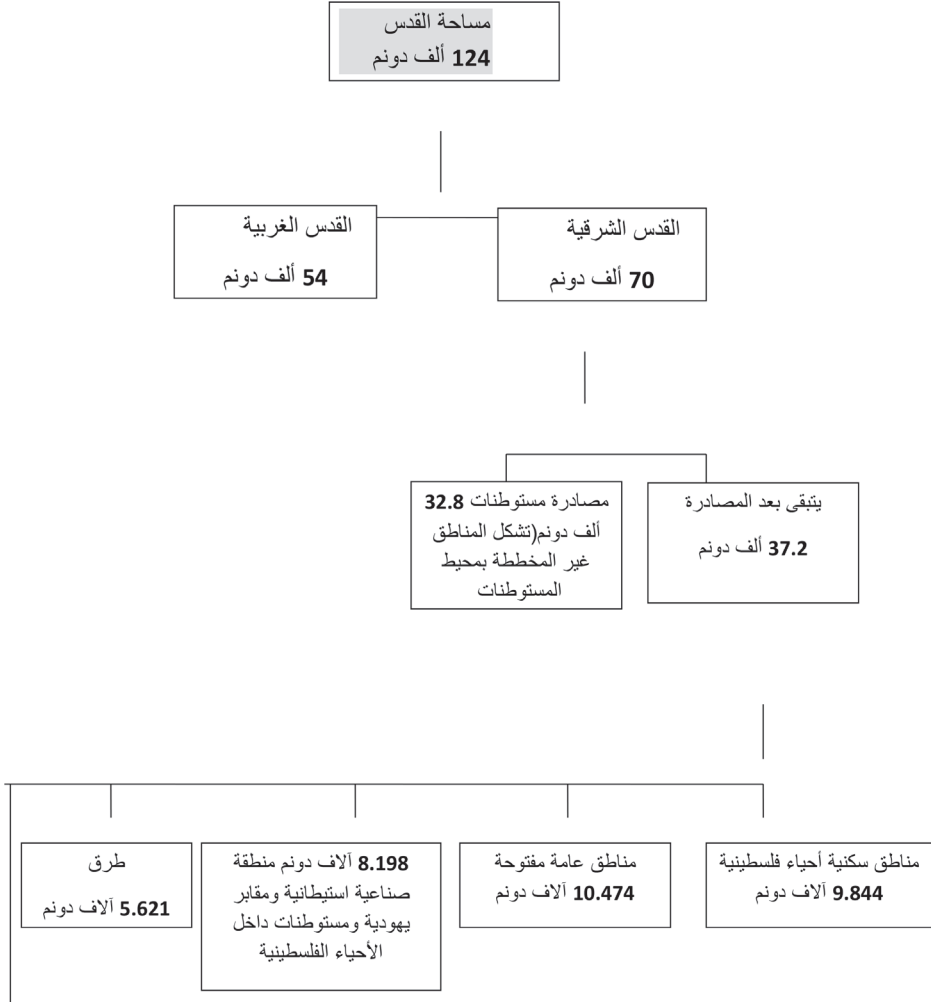 مساحة القدس
124 ألف دونم
القدس الشرقية
70 ألف دونم
القدس الغربية
54 ألف دونم
يتبقى بعد المصادرة
37.2 ألف دونم
مصادرة مستوطنات 32.8
ألف دونم(تشكل المناطق
غير المخططة بمحيط
المستوطنات
مناطق سكنية أحياء فلسطينية
9.844 آلاف دونم
مناطق عامة مفتوحة
10.474 آلاف دونم
8.198 آلاف دونم منطقة
صناعية استيطانية ومقابر
يهودية ومستوطنات داخل
الأحياء الفلسطينية
طرق
5.621 آلاف دونم